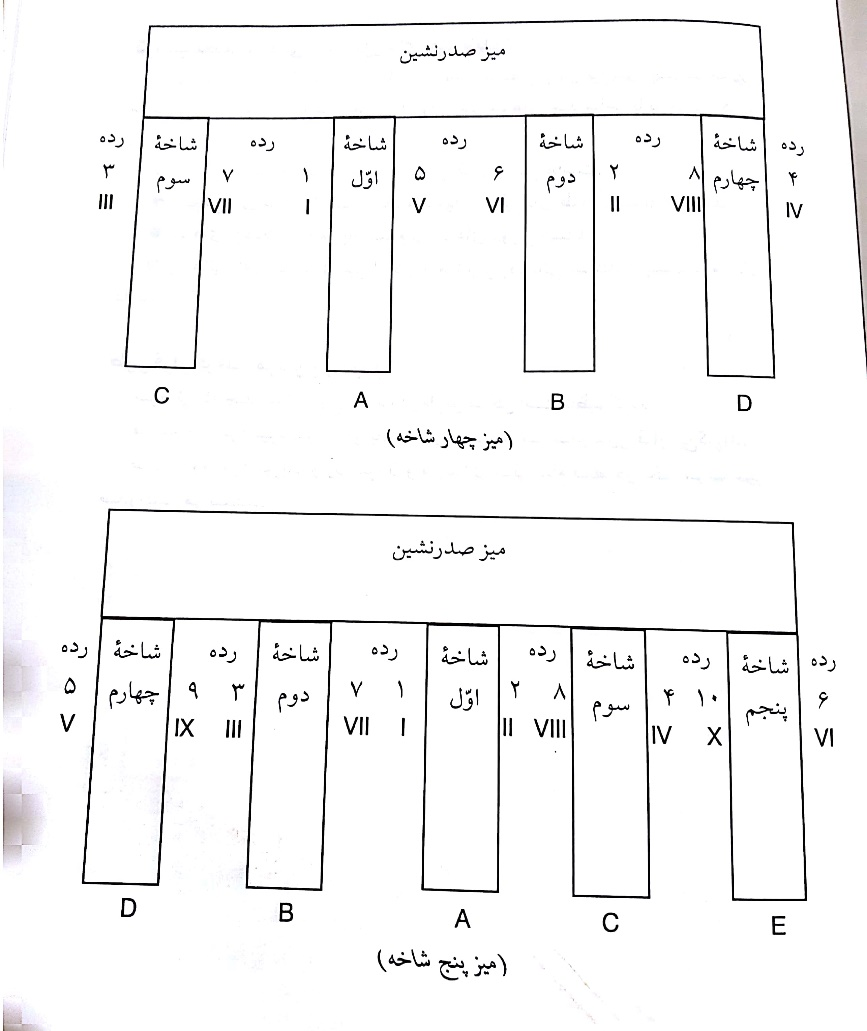 میز صدرنشین
رده شاخهٔ رده شاخهٔ رده شاخهٔ رده شاخهٔ رده
۳ سوم ۷ ۱ اوّل ۵ ۶ دوم ۲ ۸ چهارم ۴
III VII I V VI II VIII IV
C A B D
(میز چهار شاخه)
میز صدرنشین
رده شاخهٔ رده شاخهٔ رده شاخهٔ رده شاخهٔ رده شاخهٔ رده
۵ چهارم ۹ ۳ دوم ۷ ۱ اوّل ۲ ۸ سوم ۴ ۱۰ پنجم ۶
V IX III VII I II VIII IV X VI
D B A C E
(میز پنج شاخه)